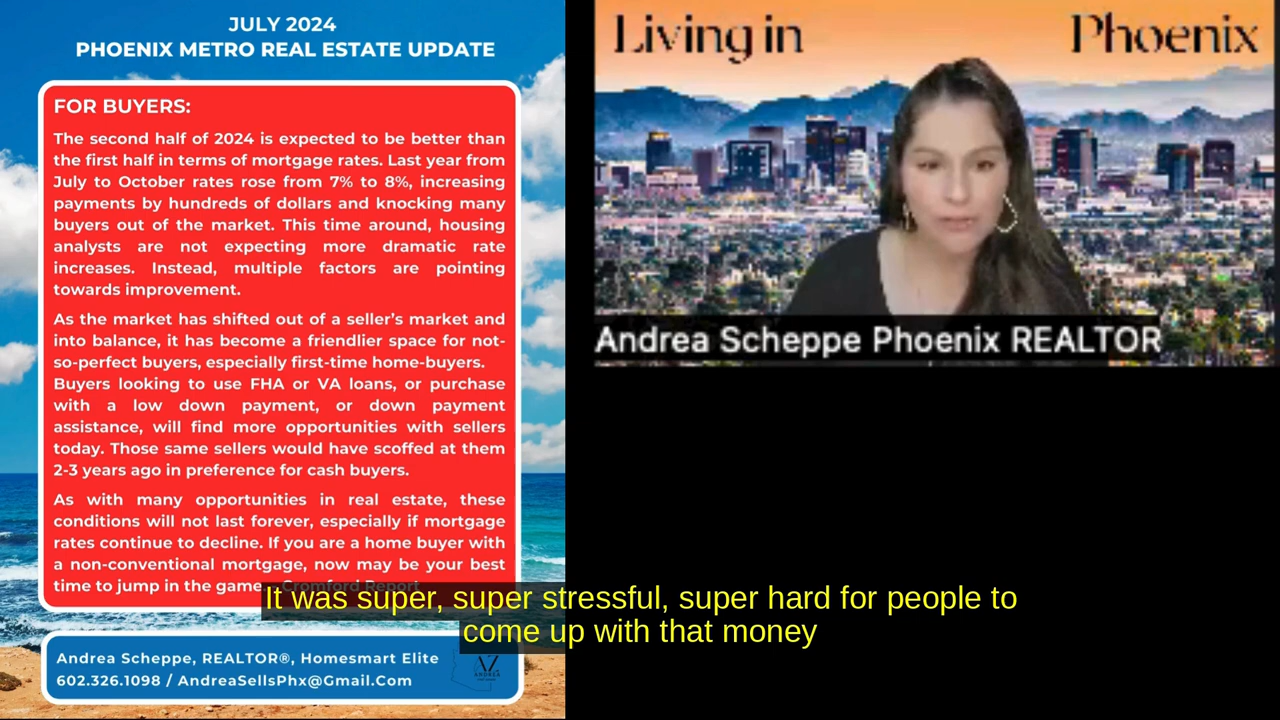 JULY 2024
PHOENIX METRO REAL ESTATE UPDATE
FOR BUYERS:
The second half of 2024 is expected to be better than
the first half in terms of mortgage rates. Last year from
July to October rates rose from 7% to 8%, increasing
payments by hundreds of dollars and knocking many
buyers out of the market. This time around, housing
analysts are not expecting more dramatic rate
increases. Instead, multiple factors are pointing
towards improvement.
As the market has shifted out of a seller’s market and
into balance, it has become a friendlier space for not-
so-perfect buyers, especially first-time home-buyers.
Buyers looking to use FHA or VA loans, or purchase
with a low down payment, or down payment
assistance, will find more opportunities with sellers
today. Those same sellers would have scoffed at them
2-3 years ago in preference for cash buyers.
As with many opportunities in real estate, these
conditions will not last forever, especially if mortgage
rates continue to decline. If you are a home buyer with
a non-conventional mortgage, now may be your best
time to jump in the game. Cromford Report
Andrea Scheppe, REALTOR®, Homesmart Elite
602.326.1098 / AndreaSellsPhx@Gmail.Com
AZ
ANDREA
Living in Phoenix
Andrea Scheppe Phoenix REALTOR
It was super, super stressful, super hard for people to
come up with that money